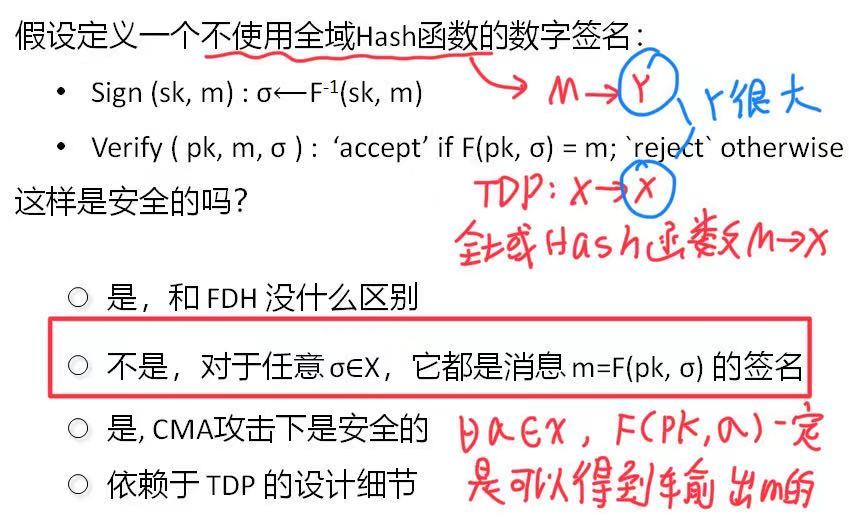 假设定义一个不使用全域Hash函数的数字签名：
• Sign (sk, m) : σ⟵F⁻¹(sk, m) M→Y Y很大
• Verify ( pk, m, σ ) : ‘accept’ if F(pk, σ) = m; `reject` otherwise
这样是安全的吗？ TDP: X→X
全域Hash函数 M→X
○ 是，和 FDH 没什么区别
○ 不是，对于任意 σ∈X，它都是消息 m=F(pk, σ) 的签名
○ 是, CMA攻击下是安全的 ∈X, F(PK, 一定
○ 依赖于 TDP 的设计细节 是可以得到 输出m的